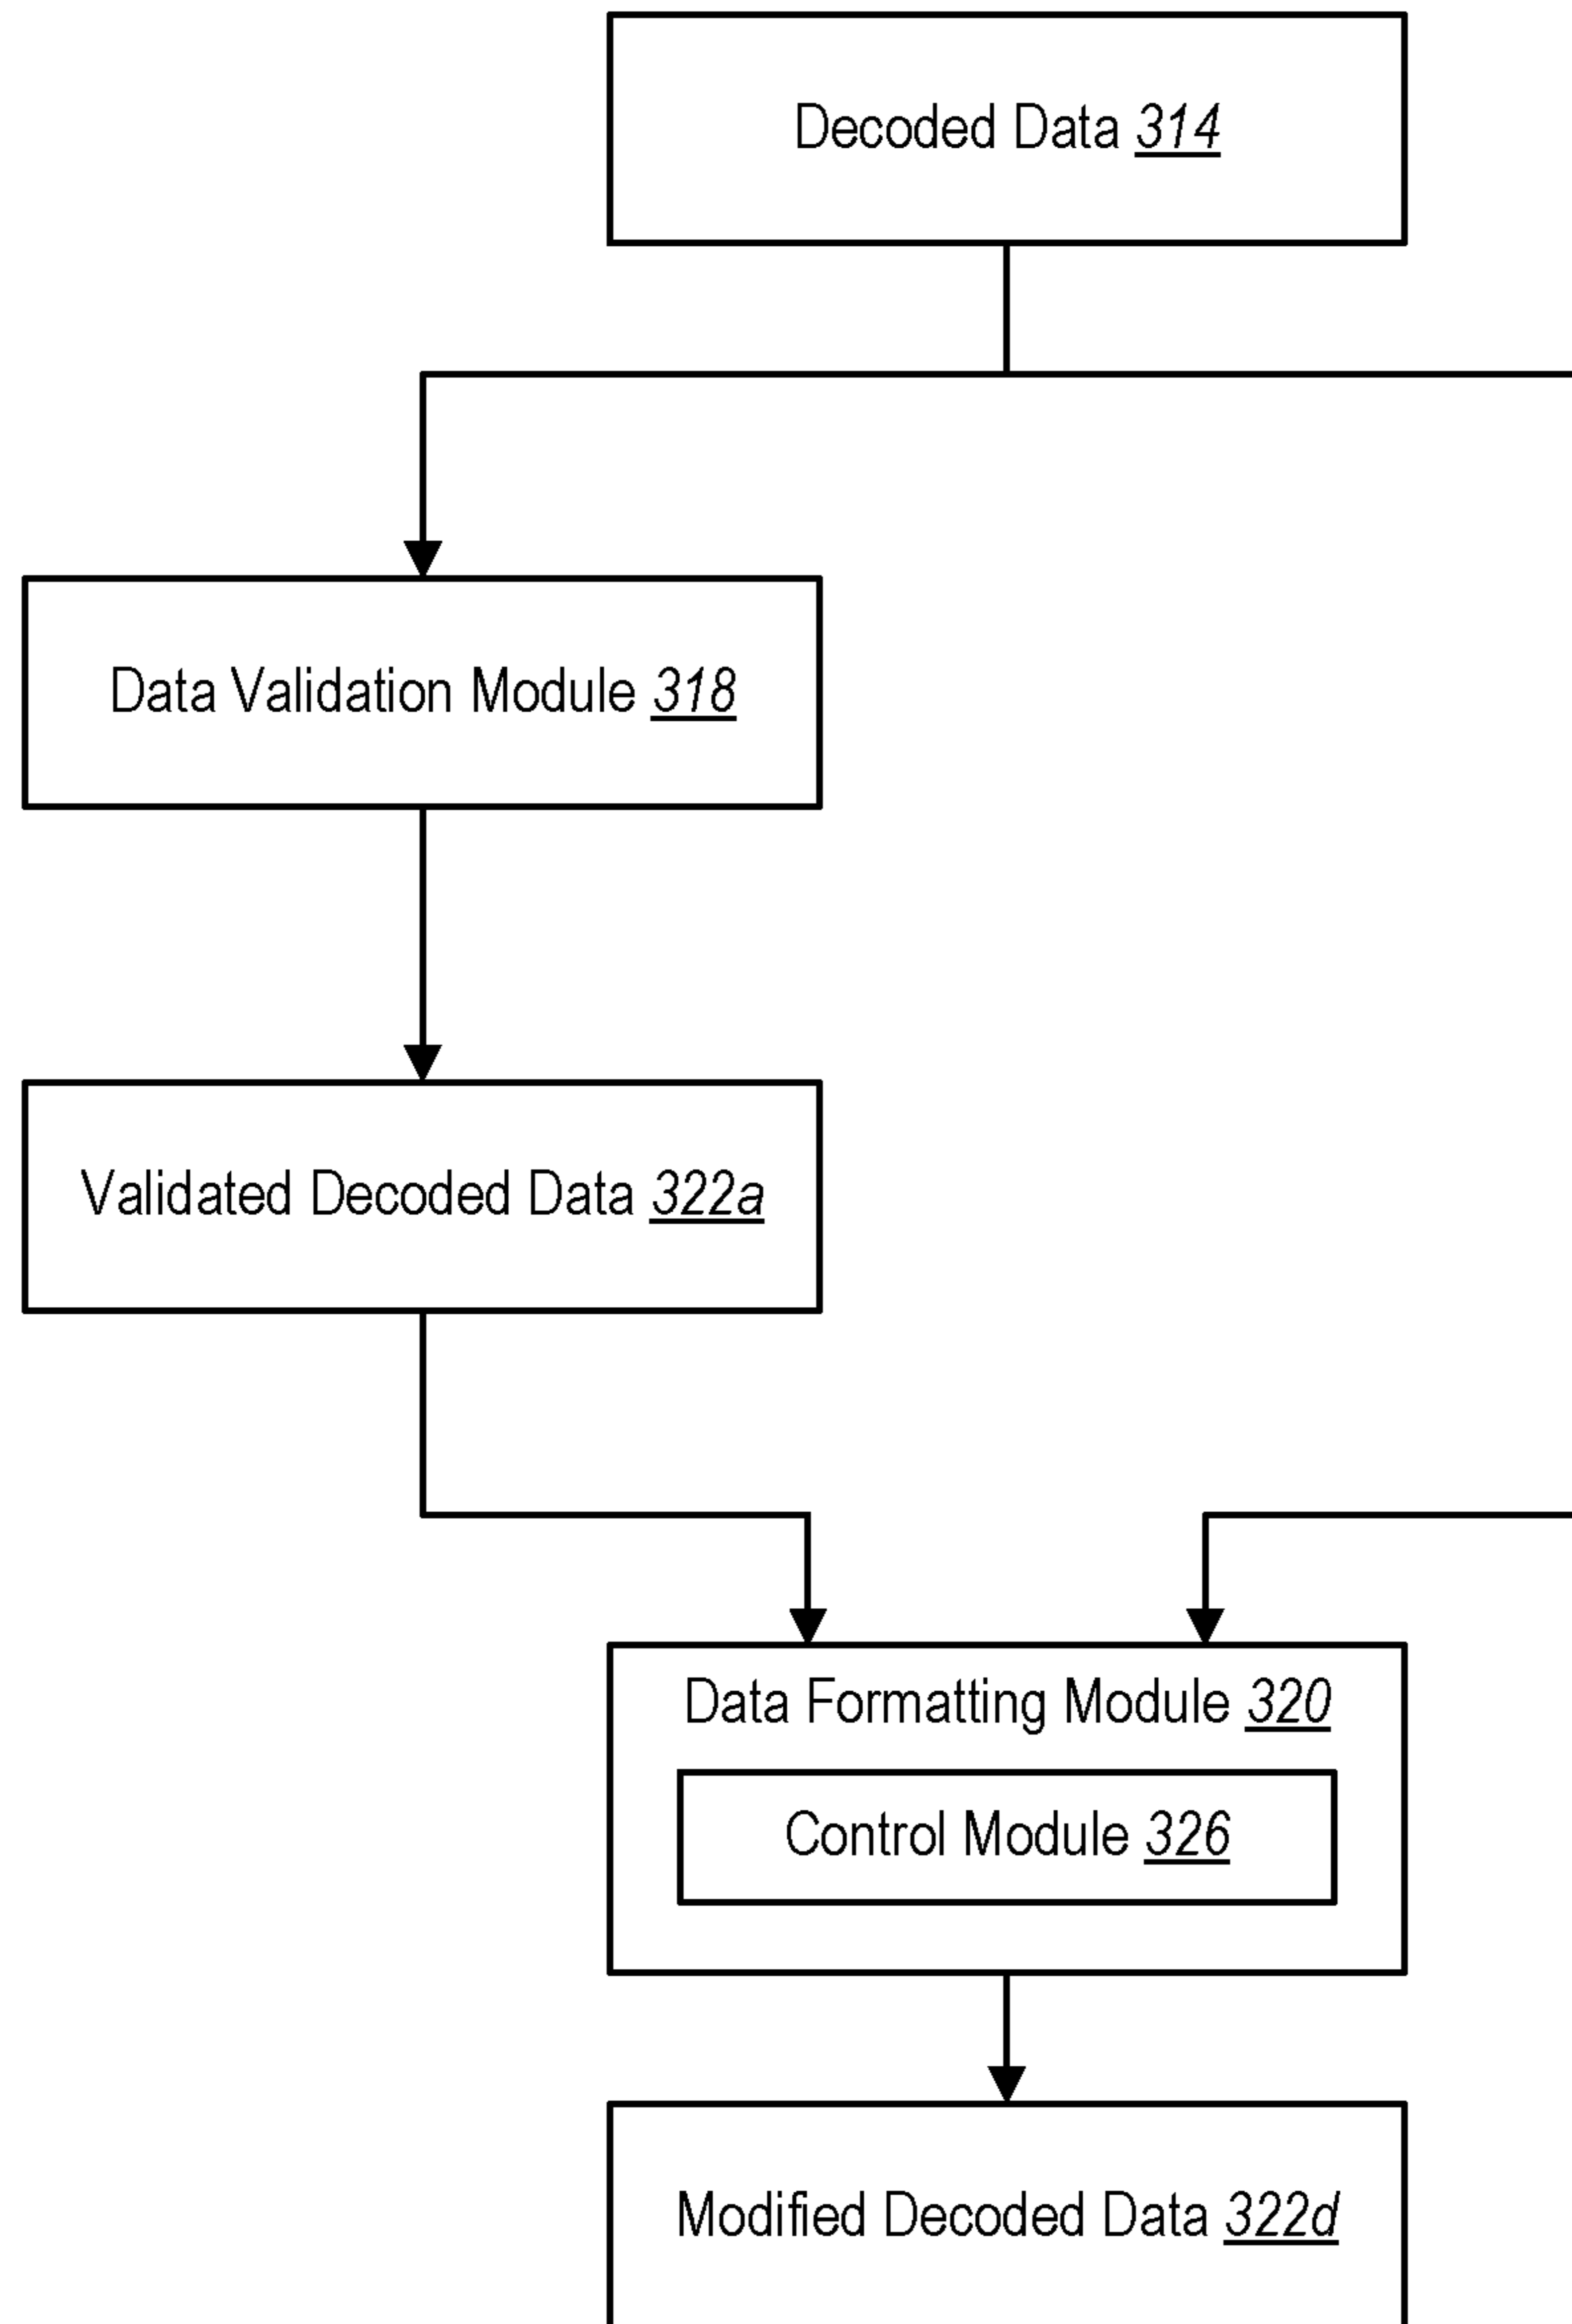 Decoded Data 314
Data Validation Module 318
Validated Decoded Data 322a
Data Formatting Module 320
Control Module 326
Modified Decoded Data 322d